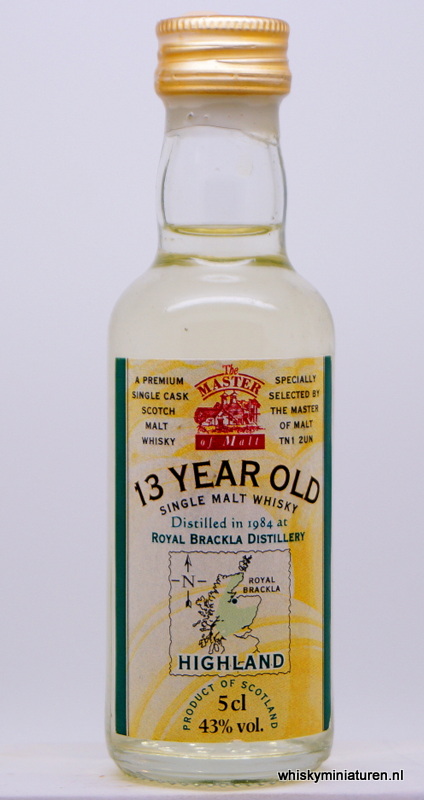 A PREMIUM
SINGLE CASK
SCOTCH
MALT
WHISKY
The
MASTER
of Malt
SPECIALLY
SELECTED BY
THE MASTER
OF MALT
TN1 2UN
13 YEAR OLD
SINGLE MALT WHISKY
Distilled in 1984 at
ROYAL BRACKLA DISTILLERY
N
ROYAL
BRACKLA
HIGHLAND
PRODUCT OF SCOTLAND
5 cl
43% vol.
whiskyminiaturen.nl